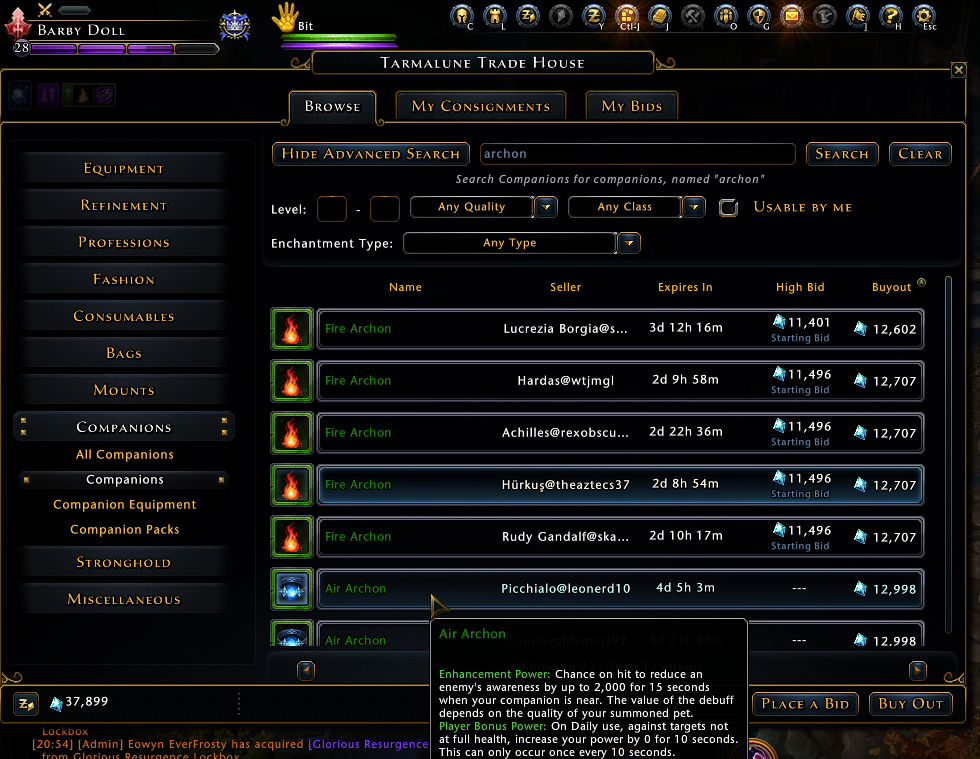 Barby Doll
28
Bit
C L Y Ctl-J J K O G ] H Esc
Tarmalune Trade House
Browse My Consignments My Bids
Equipment
Refinement
Professions
Fashion
Consumables
Bags
Mounts
Companions
All Companions
Companions
Companion Equipment
Companion Packs
Stronghold
Miscellaneous
Hide Advanced Search archon Search Clear
Search Companions for companions, named "archon"
Level: - Any Quality Any Class Usable by me
Enchantment Type: Any Type
Name Seller Expires In High Bid Buyout
Fire Archon Lucrezia Borgia@s... 3d 12h 16m 11,401 12,602
Starting Bid
Fire Archon Hardas@wtjmgl 2d 9h 58m 11,496 12,707
Starting Bid
Fire Archon Achilles@rexobscu... 2d 22h 36m 11,496 12,707
Starting Bid
Fire Archon Hürkuş@theaztecs37 2d 8h 54m 11,496 12,707
Starting Bid
Fire Archon Rudy Gandalf@ska... 2d 10h 17m 11,496 12,707
Starting Bid
Air Archon Picchialo@leonerd10 4d 5h 3m --- 12,998
Air Archon --- 12,998
Air Archon
Enhancement Power: Chance on hit to reduce an
enemy's awareness by up to 2,000 for 15 seconds
when your companion is near. The value of the debuff
depends on the quality of your summoned pet.
Player Bonus Power: On Daily use, against targets not
at full health, increase your power by 0 for 10 seconds.
This can only occur once every 10 seconds.
37,899
Place a Bid Buy Out
Lockbox
[20:54] [Admin] Eowyn EverFrosty has acquired [Glorious Resurgence
from Glorious Resurgence Lockbox